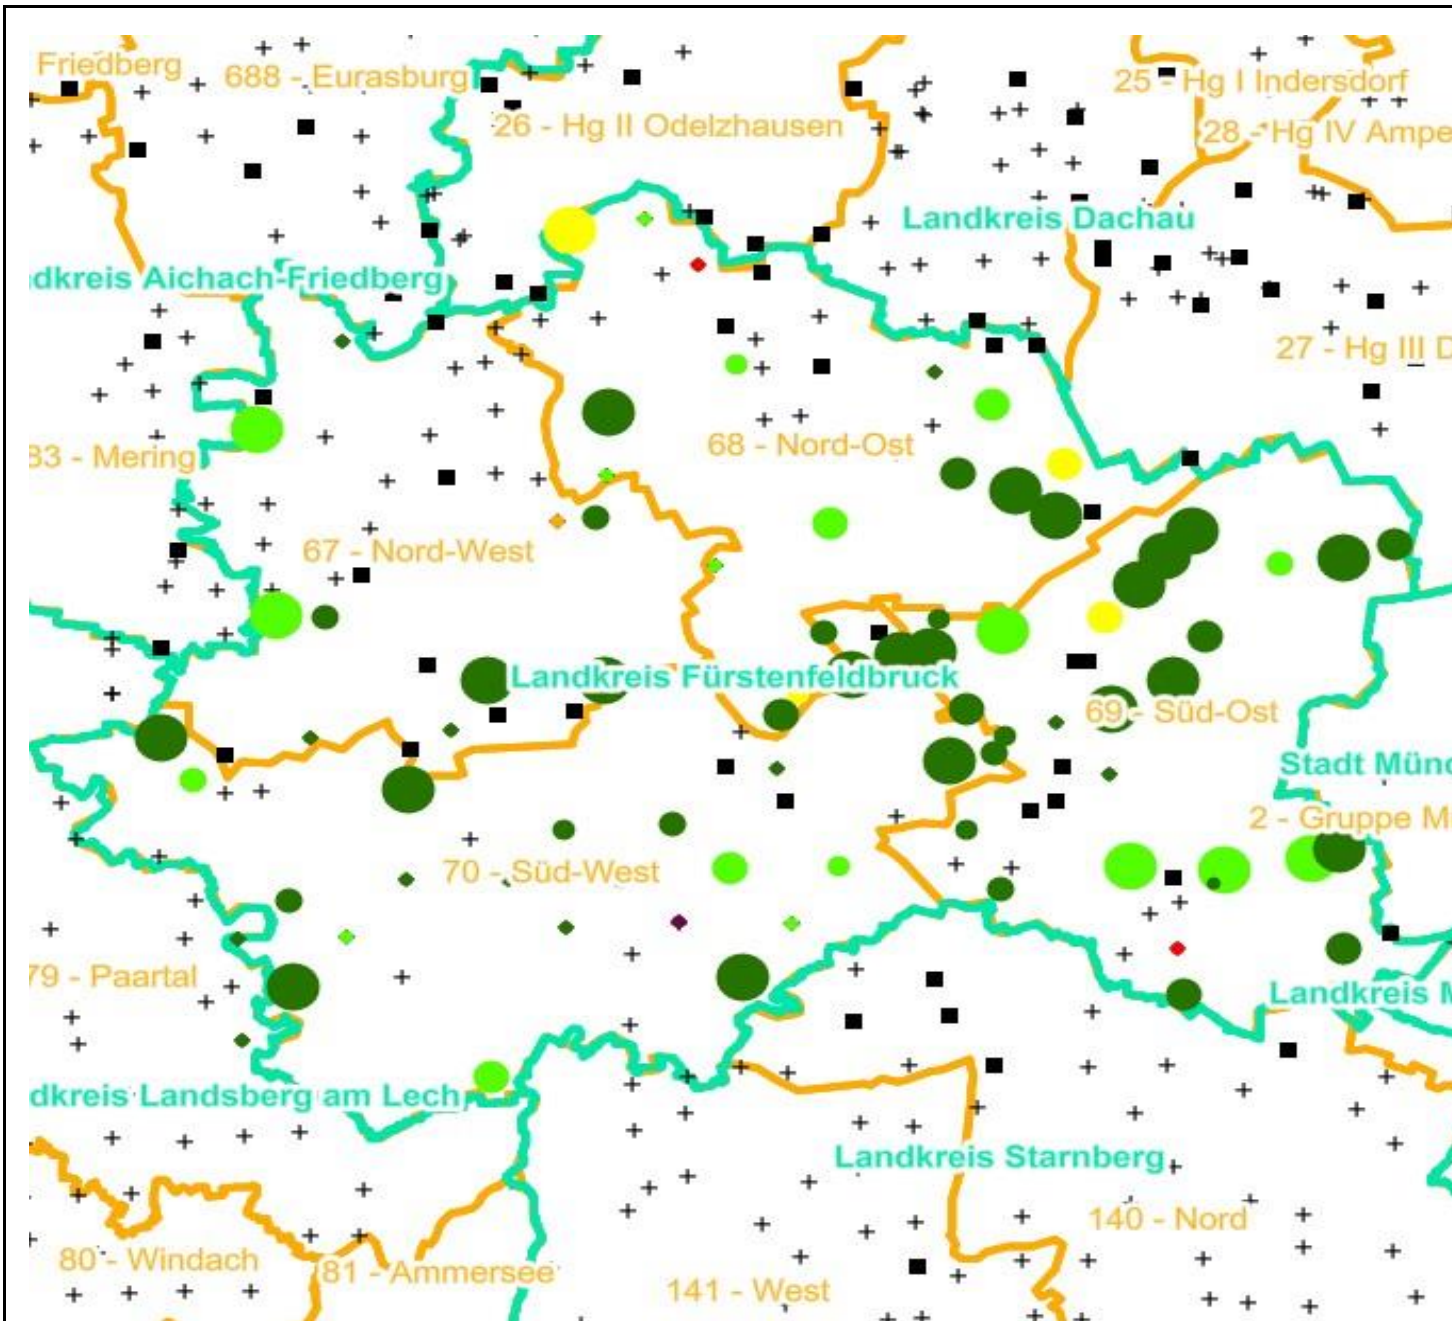 Friedberg
688 - Eurasburg
25 - Hg I Indersdorf
26 - Hg II Odelzhausen
28 - Hg IV Ampe
Landkreis Dachau
dkreis Aichach-Friedberg
27 - Hg III D
68 - Nord-Ost
83 - Mering
67 - Nord-West
Landkreis Fürstenfeldbruck
69 - Süd-Ost
Stadt Münc
2 - Gruppe M
70 - Süd-West
79 - Paartal
Landkreis M
dkreis Landsberg am Lech
Landkreis Starnberg
140 - Nord
80 - Windach
81 - Ammersee
141 - West